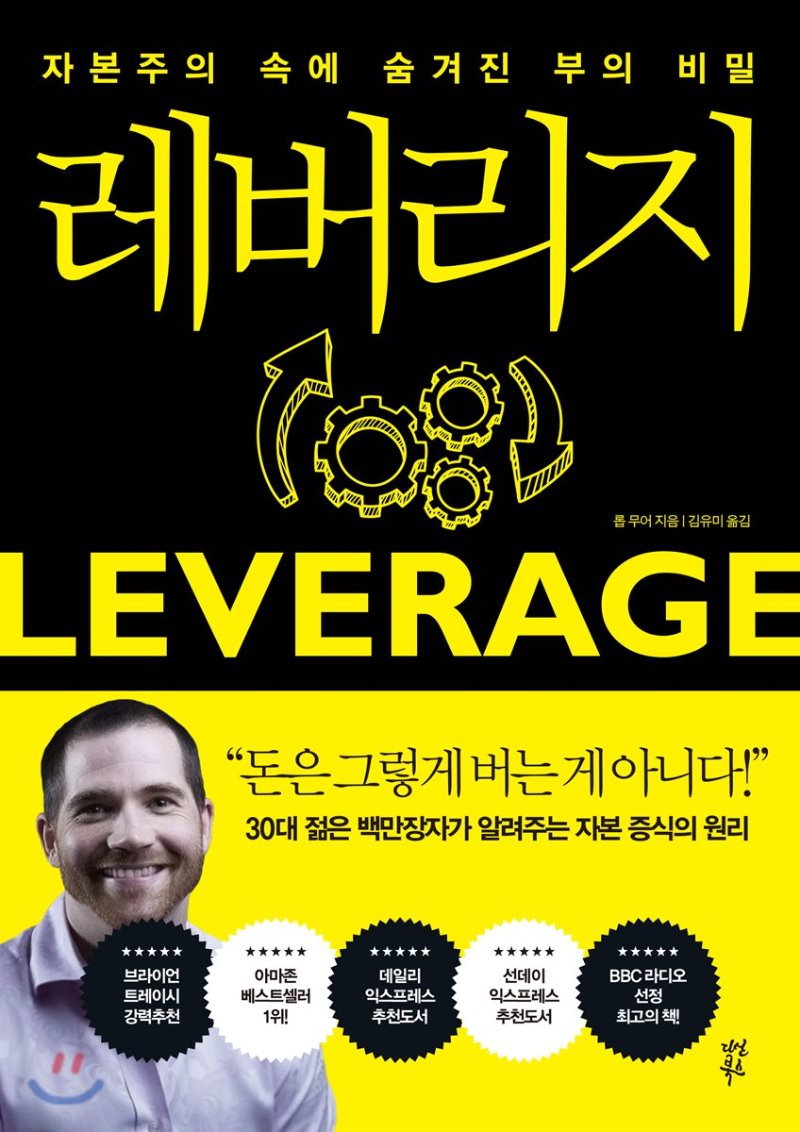 자본주의 속에 숨겨진 부의 비밀
레버리지
롭 무어 지음 | 김유미 옮김
LEVERAGE
“돈은 그렇게 버는 게 아니다!”
30대 젊은 백만장자가 알려주는 자본 증식의 원리
★★★★★
브라이언
트레이시
강력추천
★★★★★
아마존
베스트셀러
1위!
★★★★★
데일리
익스프레스
추천도서
★★★★★
선데이
익스프레스
추천도서
★★★★★
BBC 라디오
선정
최고의 책!
다산
북스